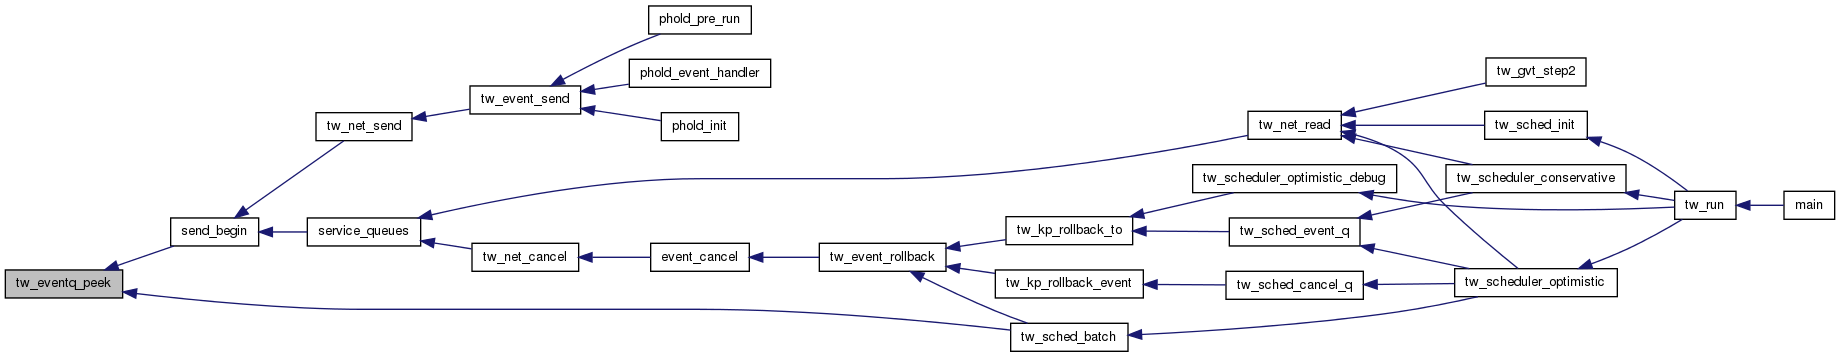 phold_pre_run
phold_event_handler
tw_gvt_step2
tw_event_send
tw_net_send
phold_init
tw_net_read
tw_sched_init
tw_scheduler_optimistic_debug
tw_scheduler_conservative
tw_run
main
send_begin
service_queues
tw_kp_rollback_to
tw_sched_event_q
tw_net_cancel
event_cancel
tw_event_rollback
tw_eventq_peek
tw_kp_rollback_event
tw_sched_cancel_q
tw_scheduler_optimistic
tw_sched_batch